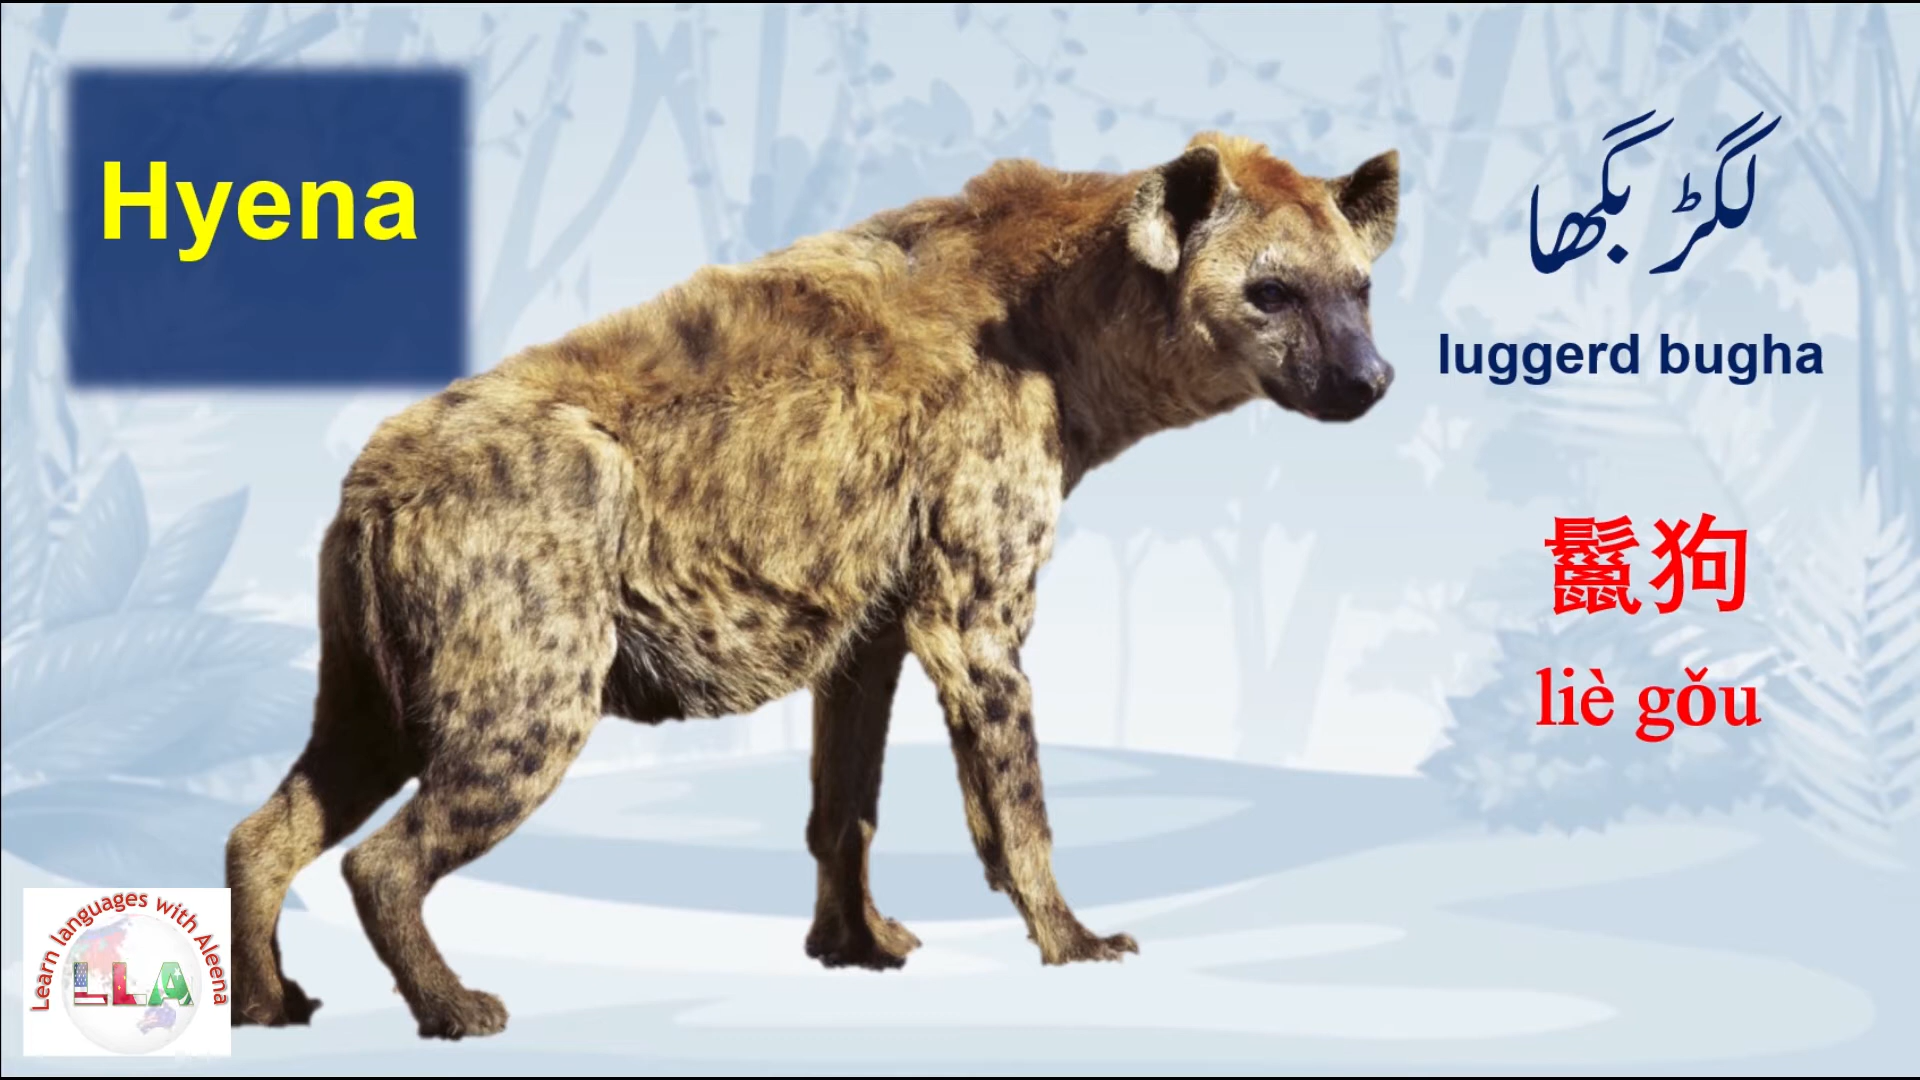 Hyena
لگڑ بگھا
luggerd bugha
鬣狗
liè gǒu
Learn languages with Aleena
LLA